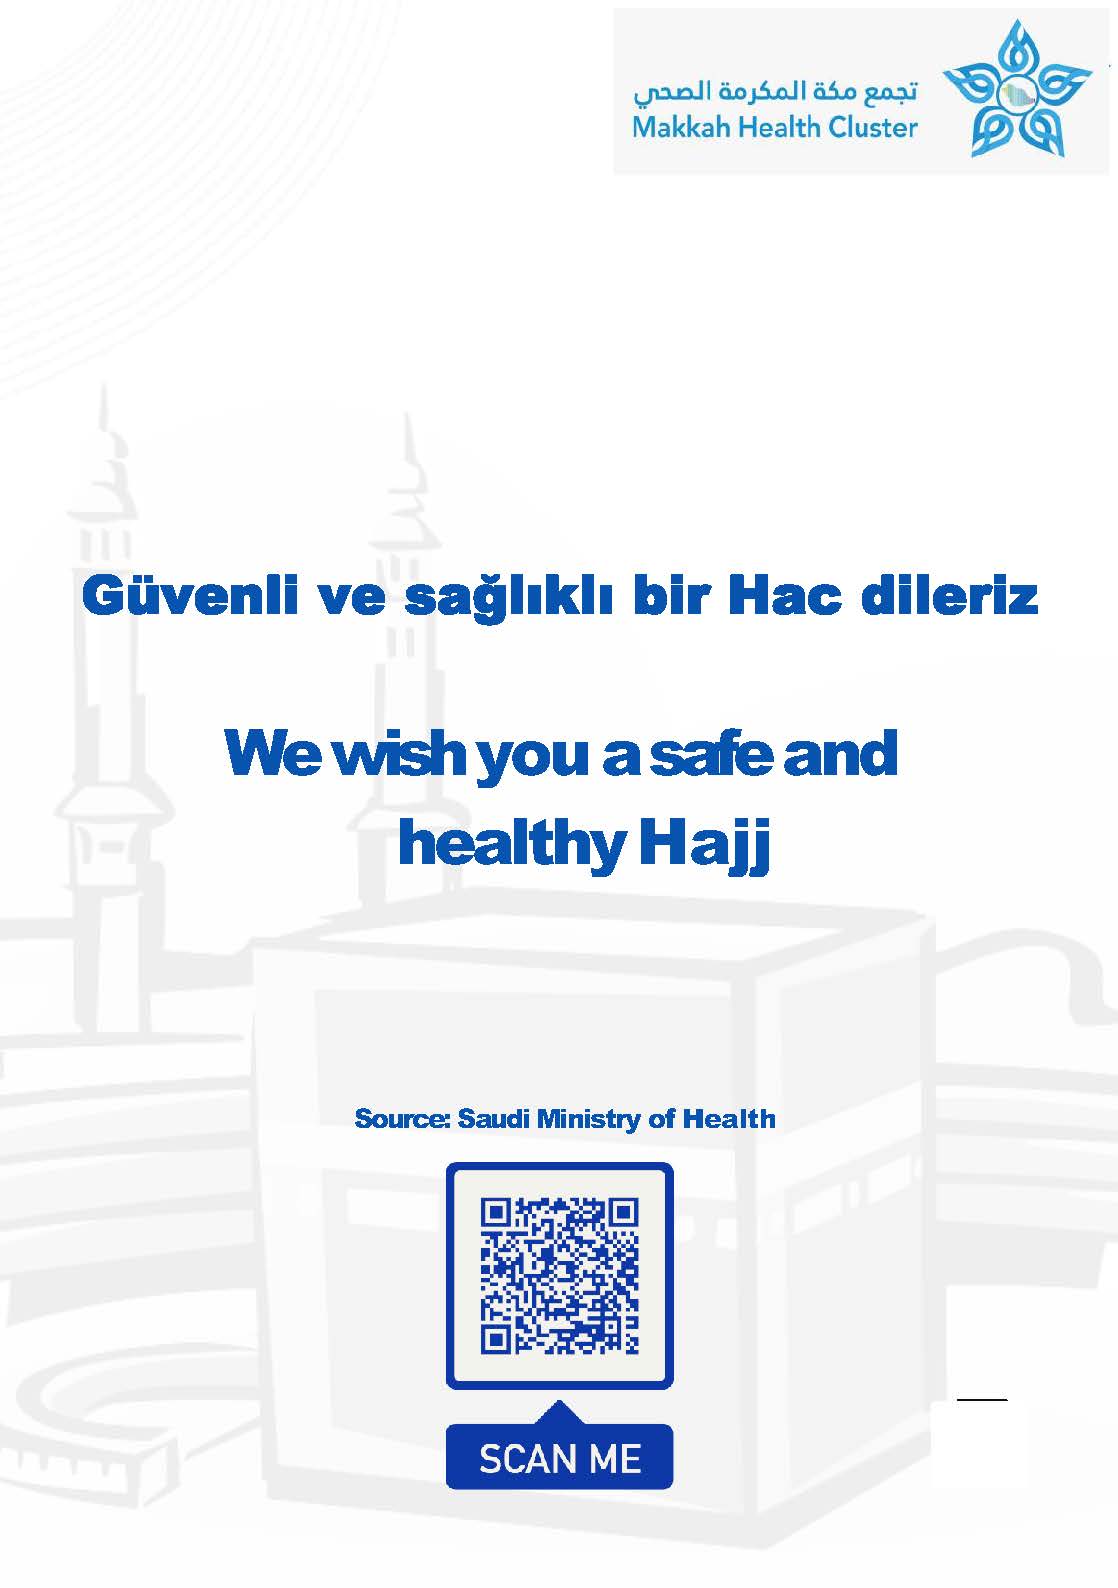 تجمع مكة المكرمة الصحي
Makkah Health Cluster
Güvenli ve sağlıklı bir Hac dileriz
We wish you a safe and
healthy Hajj
Source: Saudi Ministry of Health
SCAN ME